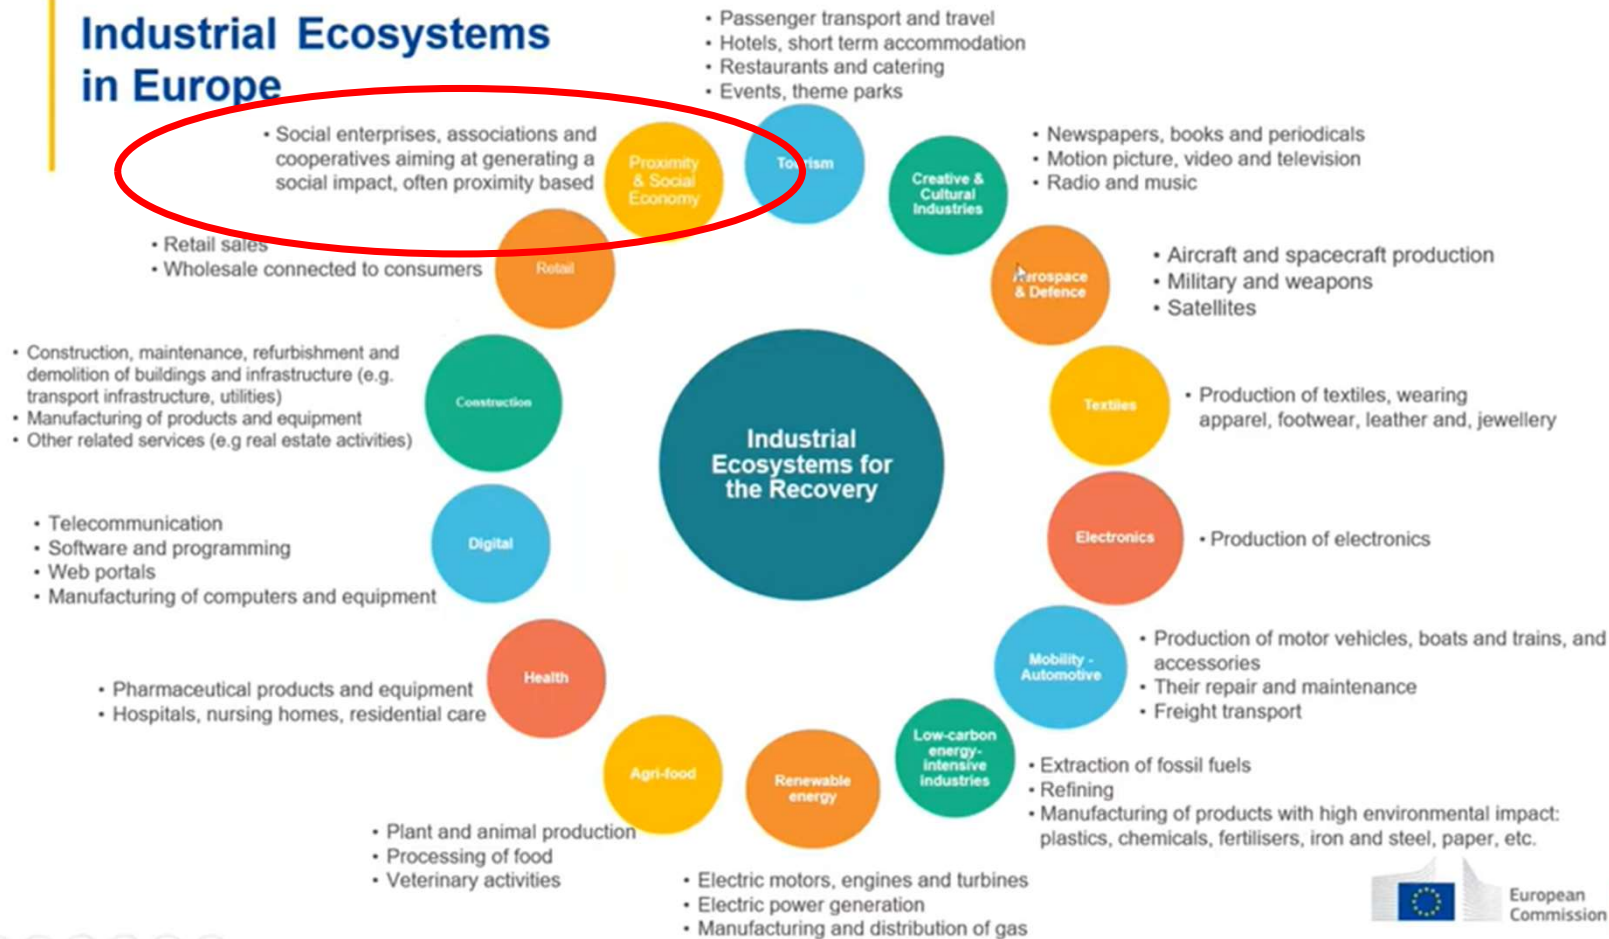 Industrial Ecosystems
in Europe
• Passenger transport and travel
• Hotels, short term accommodation
• Restaurants and catering
• Events, theme parks
Tourism
• Newspapers, books and periodicals
• Motion picture, video and television
• Radio and music
Creative &
Cultural
Industries
• Aircraft and spacecraft production
• Military and weapons
• Satellites
Aerospace
& Defence
Textiles
• Production of textiles, wearing
apparel, footwear, leather and, jewellery
Electronics
• Production of electronics
Mobility -
Automotive
• Production of motor vehicles, boats and trains, and
accessories
• Their repair and maintenance
• Freight transport
Low-carbon
energy-
intensive
industries
• Extraction of fossil fuels
• Refining
• Manufacturing of products with high environmental impact:
plastics, chemicals, fertilisers, iron and steel, paper, etc.
Renewable
energy
• Electric motors, engines and turbines
• Electric power generation
• Manufacturing and distribution of gas
Agri-food
• Plant and animal production
• Processing of food
• Veterinary activities
Health
• Pharmaceutical products and equipment
• Hospitals, nursing homes, residential care
Digital
• Telecommunication
• Software and programming
• Web portals
• Manufacturing of computers and equipment
Construction
• Construction, maintenance, refurbishment and
demolition of buildings and infrastructure (e.g.
transport infrastructure, utilities)
• Manufacturing of products and equipment
• Other related services (e.g real estate activities)
Retail
• Retail sales
• Wholesale connected to consumers
Proximity
& Social
Economy
• Social enterprises, associations and
cooperatives aiming at generating a
social impact, often proximity based
Industrial
Ecosystems for
the Recovery
European
Commission